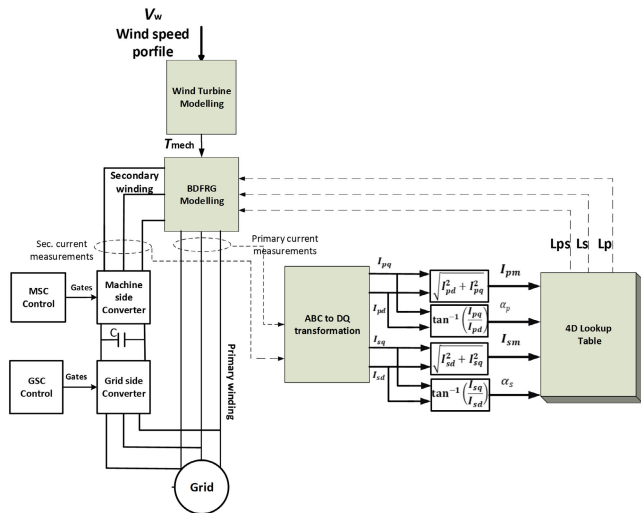 Vw
Wind speed
porfile
Wind Turbine
Modelling
Tmech
Secondary
winding
BDFRG
Modelling
Sec. current
measurements
Primary current
measurements
Lps Ls Lp
MSC
Control
Gates
Machine
side
Converter
C
GSC
Control
Gates
Grid side
Converter
Primary winding
Grid
ABC to DQ
transformation
Ipq
Ipd
Isq
Isd
√(I²pd + I²pq)
tan⁻¹(Ipq/Ipd)
√(I²sd + I²sq)
tan⁻¹(Isq/Isd)
Ipm
αp
Ism
αs
4D Lookup
Table